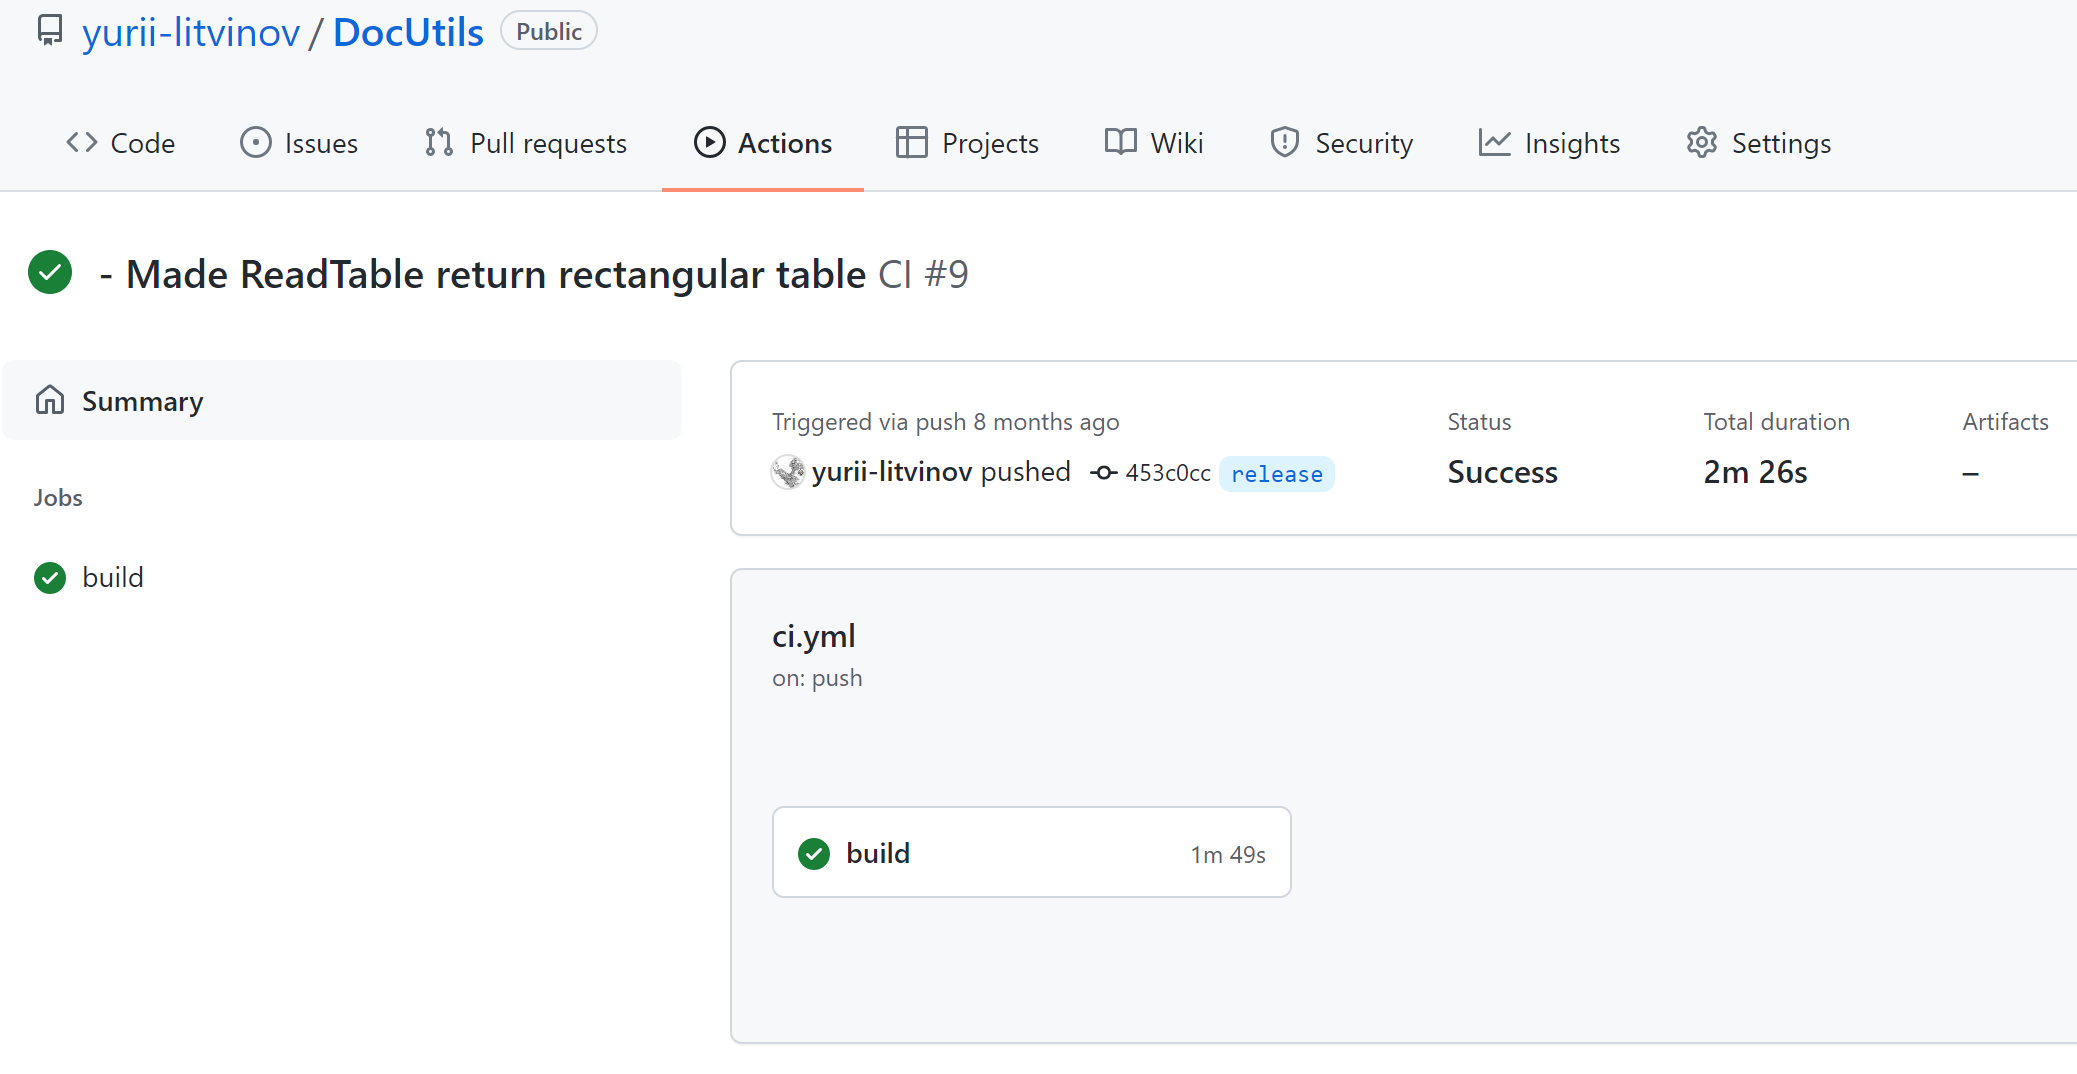 yurii-litvinov / DocUtils Public
Code Issues Pull requests Actions Projects Wiki Security Insights Settings
- Made ReadTable return rectangular table CI #9
Summary
Jobs
build
Triggered via push 8 months ago
yurii-litvinov pushed 453c0cc release
Status
Success
Total duration
2m 26s
Artifacts
–
ci.yml
on: push
build 1m 49s